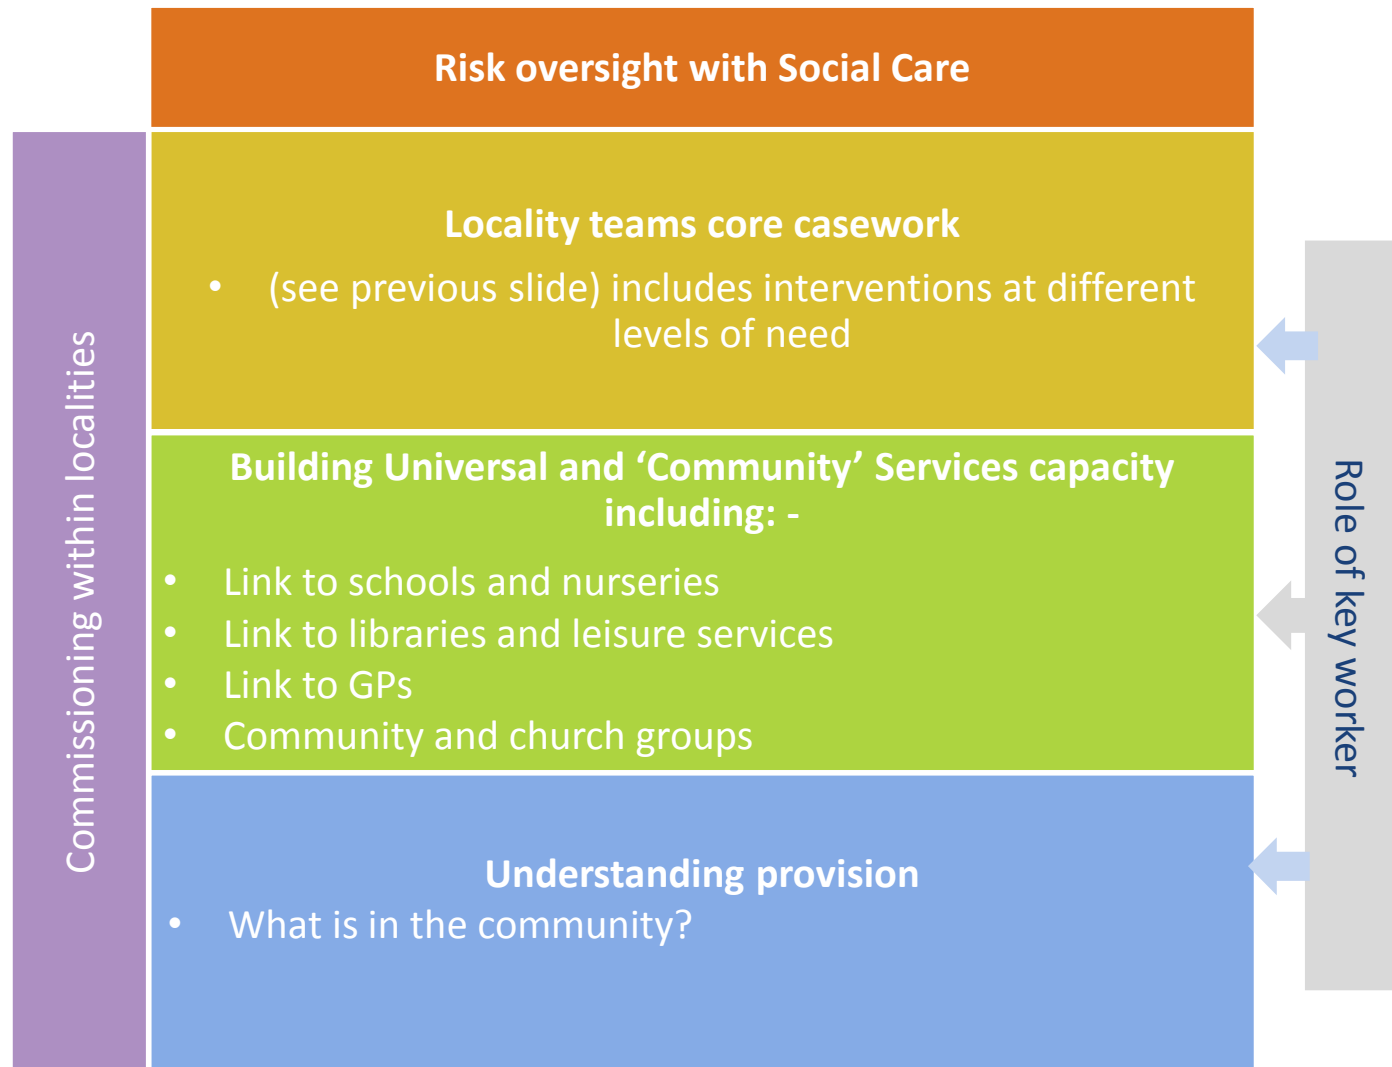 Risk oversight with Social Care
Commissioning within localities
Locality teams core casework
• (see previous slide) includes interventions at different
levels of need
Building Universal and ‘Community’ Services capacity
including: -
• Link to schools and nurseries
• Link to libraries and leisure services
• Link to GPs
• Community and church groups
Understanding provision
• What is in the community?
Role of key worker